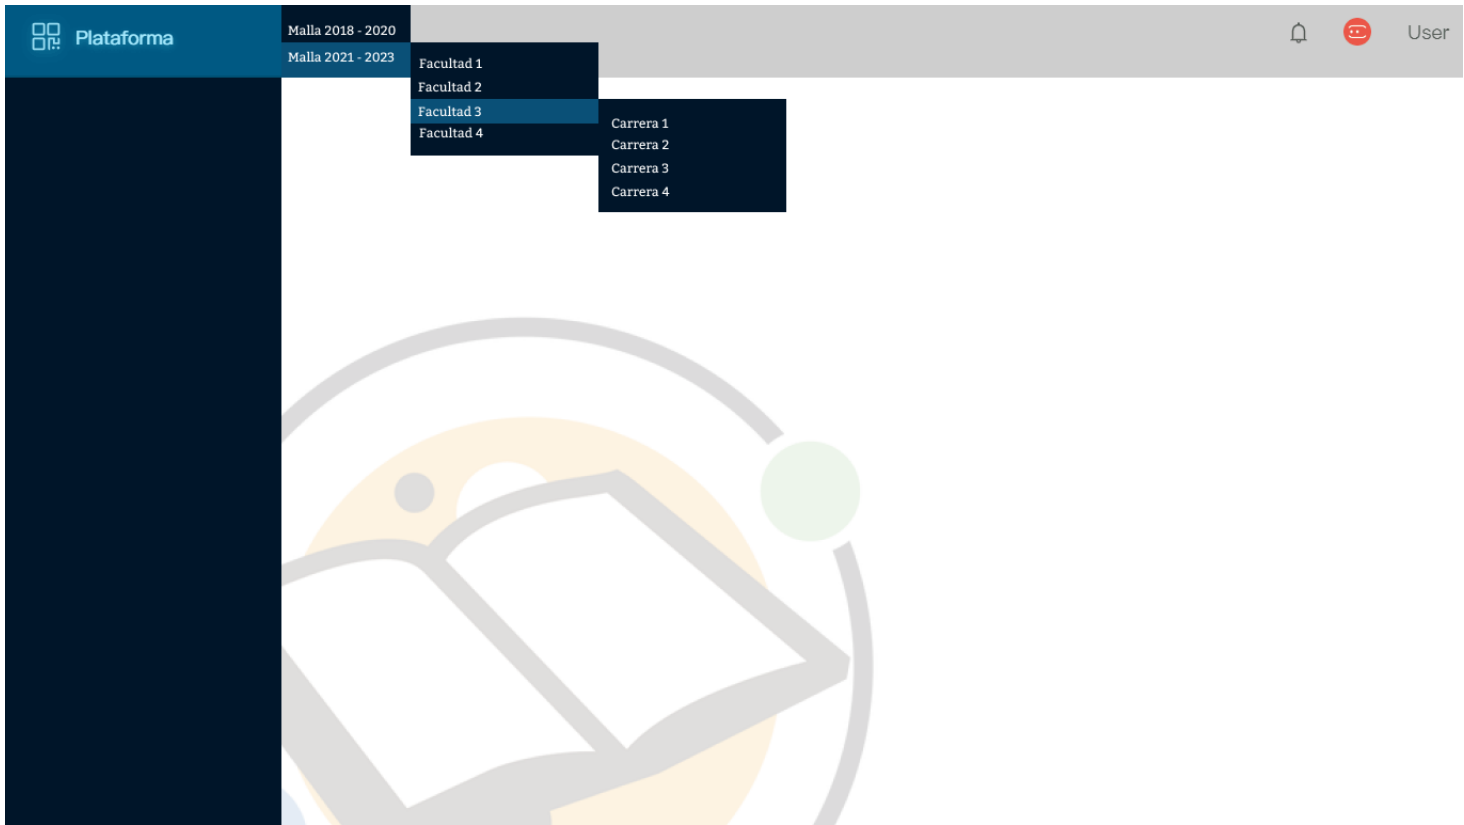 Plataforma
Malla 2018 - 2020
Malla 2021 - 2023
Facultad 1
Facultad 2
Facultad 3
Facultad 4
Carrera 1
Carrera 2
Carrera 3
Carrera 4
User